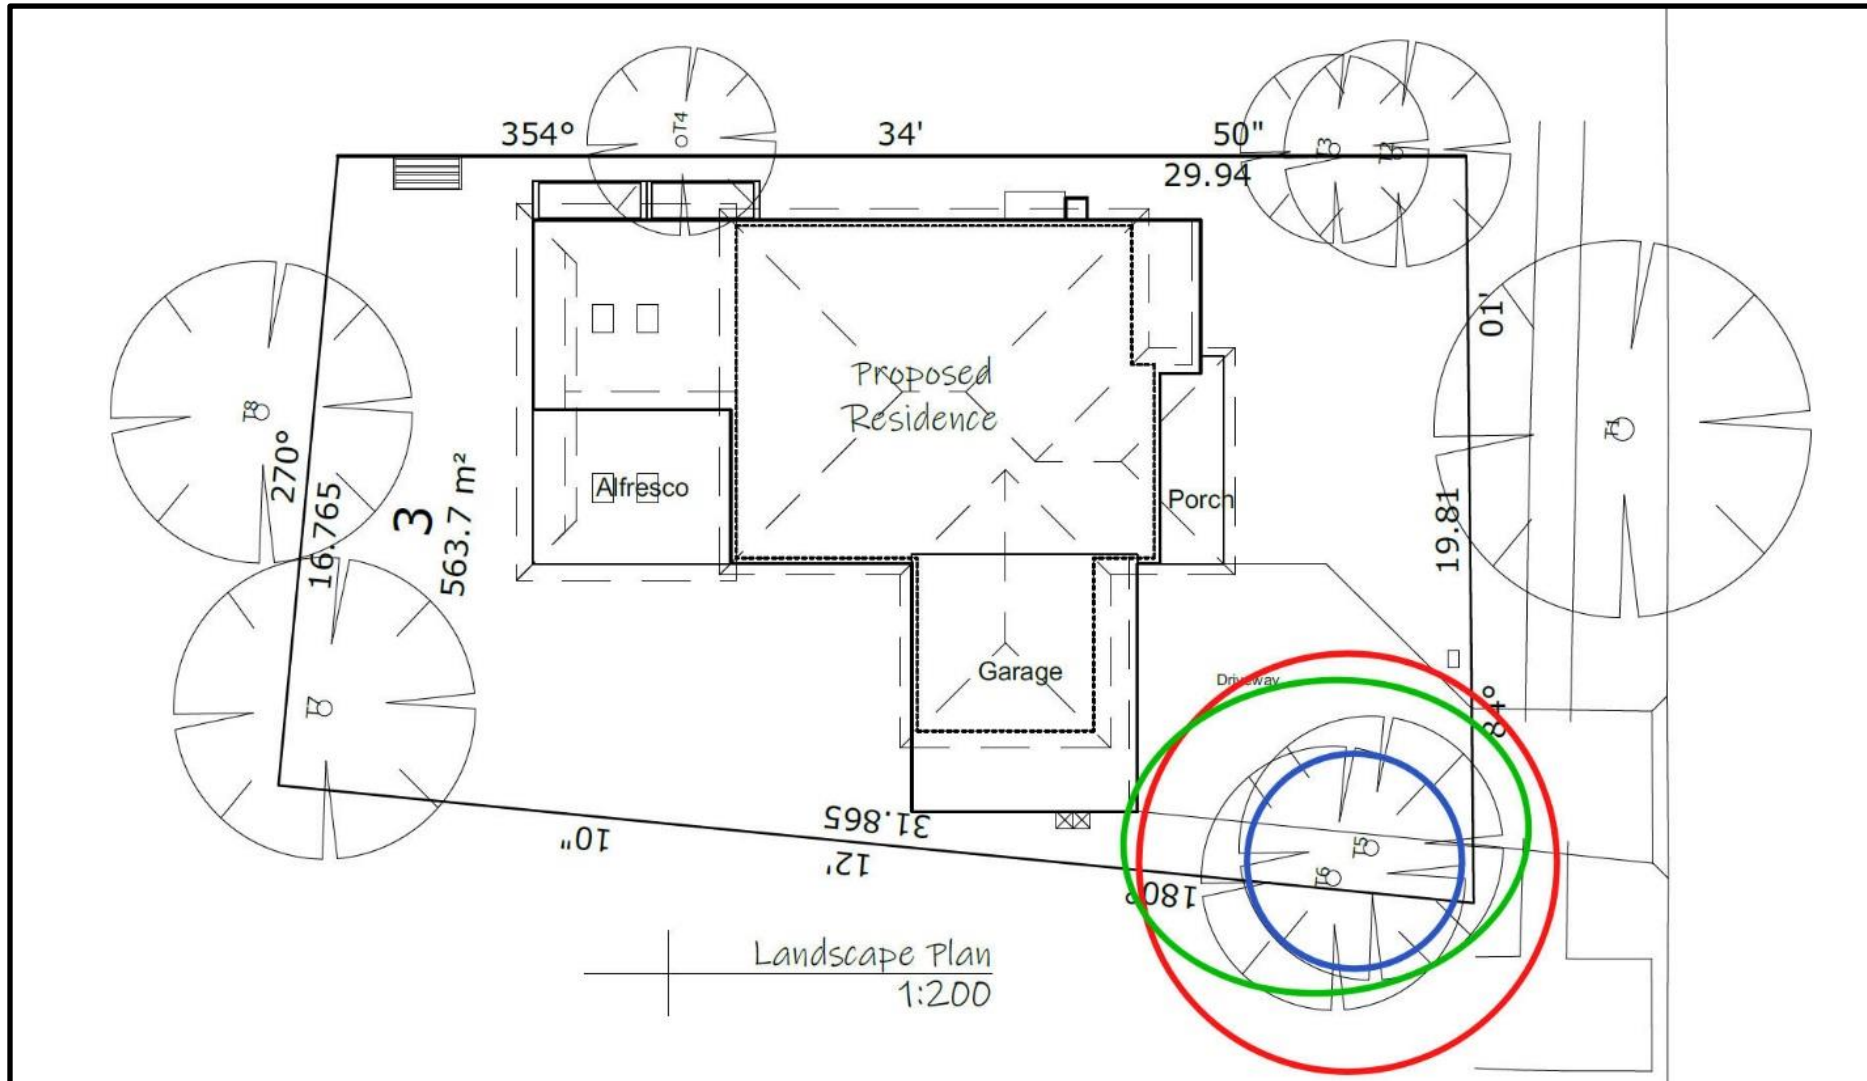 T4
354°
34'
50"
T3
T2
29.94
01'
Proposed
Residence
T8
T1
270°
16.765
3
563.7 m²
Alfresco
Porch
19.81
Garage
Driveway
T7
84°
31.865
10"
12'
180°
T5
T6
Landscape Plan
1:200